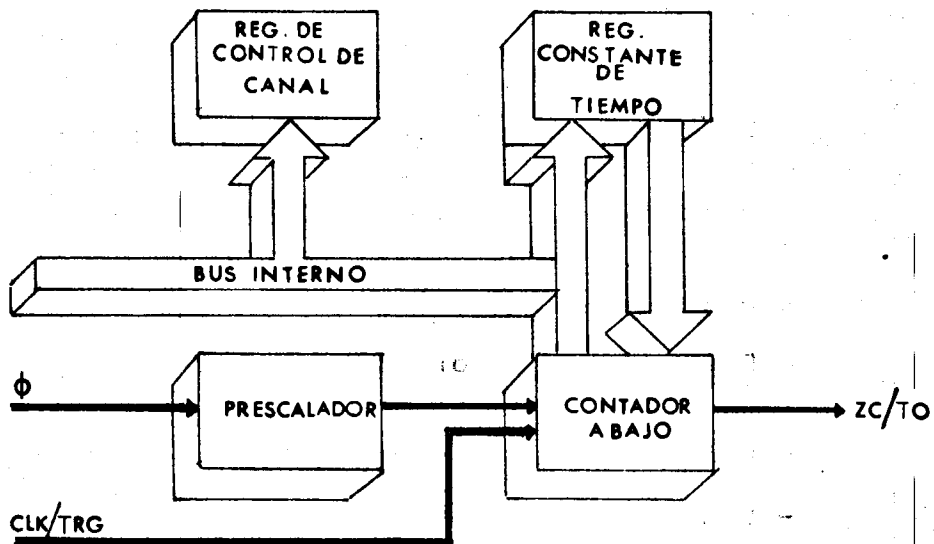 REG. DE
CONTROL DE
CANAL
REG.
CONSTANTE
DE
TIEMPO
BUS INTERNO
ϕ
PRESCALADOR
CONTADOR
ABAJO
ZC/TO
CLK/TRG